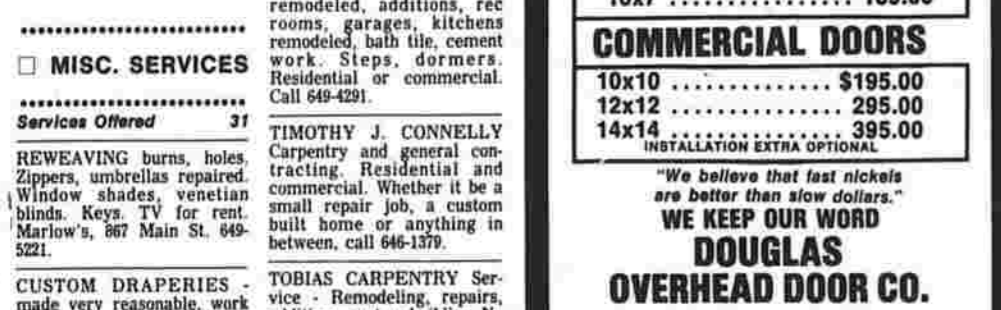 □ MISC. SERVICES
Services Offered 31
REWEAVING burns, holes.
Zippers, umbrellas repaired.
Window shades, venetian
blinds. Keys. TV for rent.
Marlow's, 867 Main St. 649-
5221.
CUSTOM DRAPERIES -
made very reasonable, work
remodeled, additions, rec
rooms, garages, kitchens
remodeled, bath tile, cement
work. Steps, dormers.
Residential or commercial.
Call 649-4291.
TIMOTHY J. CONNELLY
Carpentry and general con-
tracting. Residential and
commercial. Whether it be a
small repair job, a custom
built home or anything in
between, call 646-1379.
TOBIAS CARPENTRY Ser-
vice - Remodeling, repairs,
COMMERCIAL DOORS
10x10 ............... $195.00
12x12 ............... 295.00
14x14 ............... 395.00
INSTALLATION EXTRA OPTIONAL
"We believe that fast nickels
are better than slow dollars."
WE KEEP OUR WORD
DOUGLAS
OVERHEAD DOOR CO.